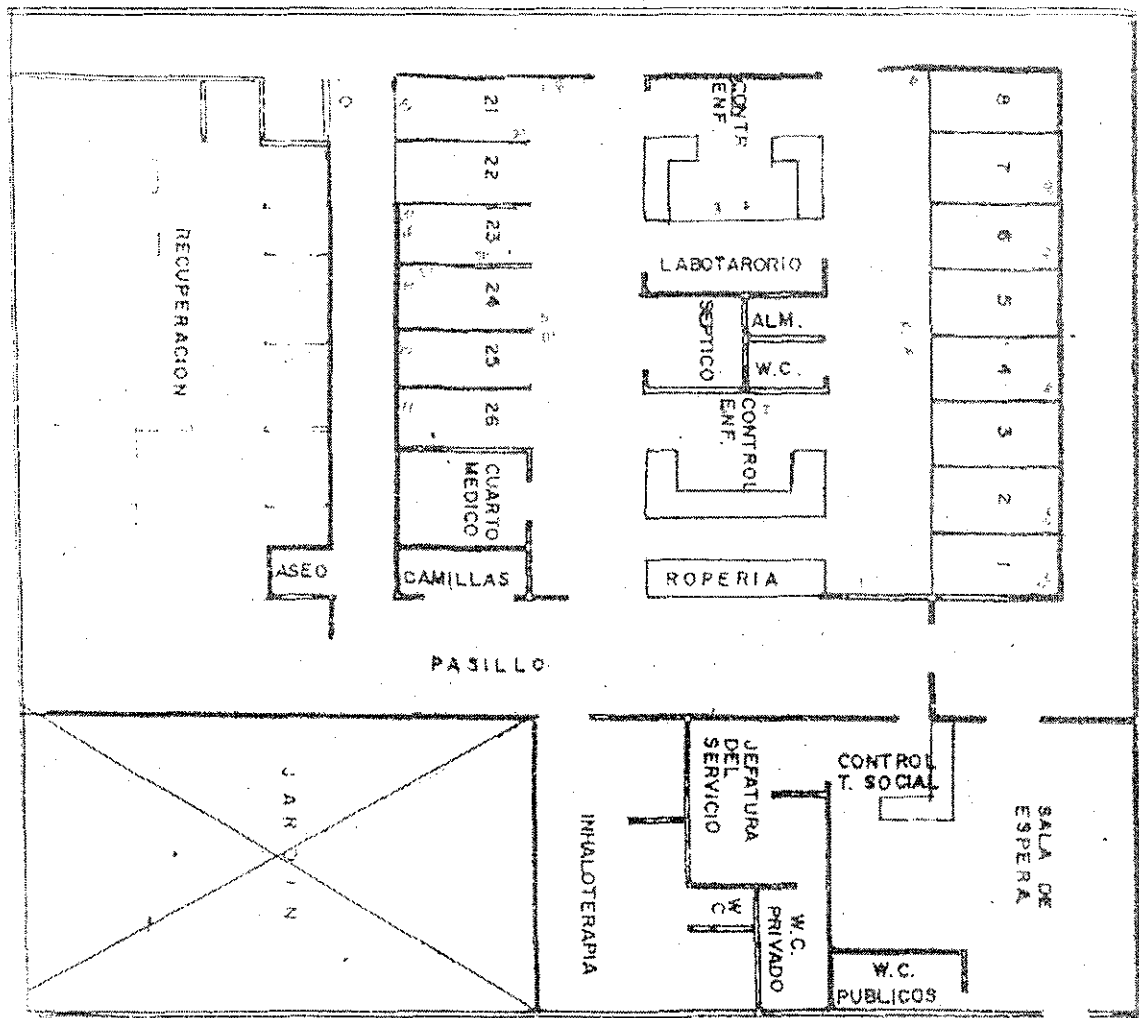 21
22
23
24
25
26
CUARTO
MEDICO
CAMILLAS
ASEO
RECUPERACION
CONTR
ENF
LABOTARORIO
SEPTICO
ALM.
W.C.
CONTROL
ENF.
ROPERIA
8
7
6
5
4
3
2
1
PASILLO
JARDIN
INHALOTERAPIA
JEFATURA
DEL
SERVICIO
WC
W.C.
PRIVADO
CONTROL
T. SOCIAL
SALA DE
ESPERA
W.C.
PUBLICOS